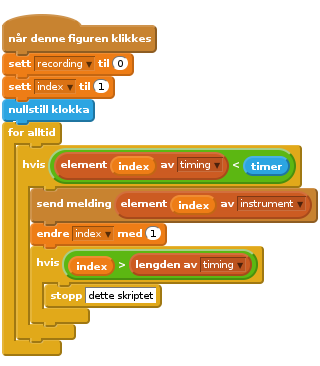 når denne figuren klikkes
sett recording til 0
sett index til 1
nullstill klokka
for alltid
hvis element index av timing < timer
send melding element index av instrument
endre index med 1
hvis index > lengden av timing
stopp dette skriptet